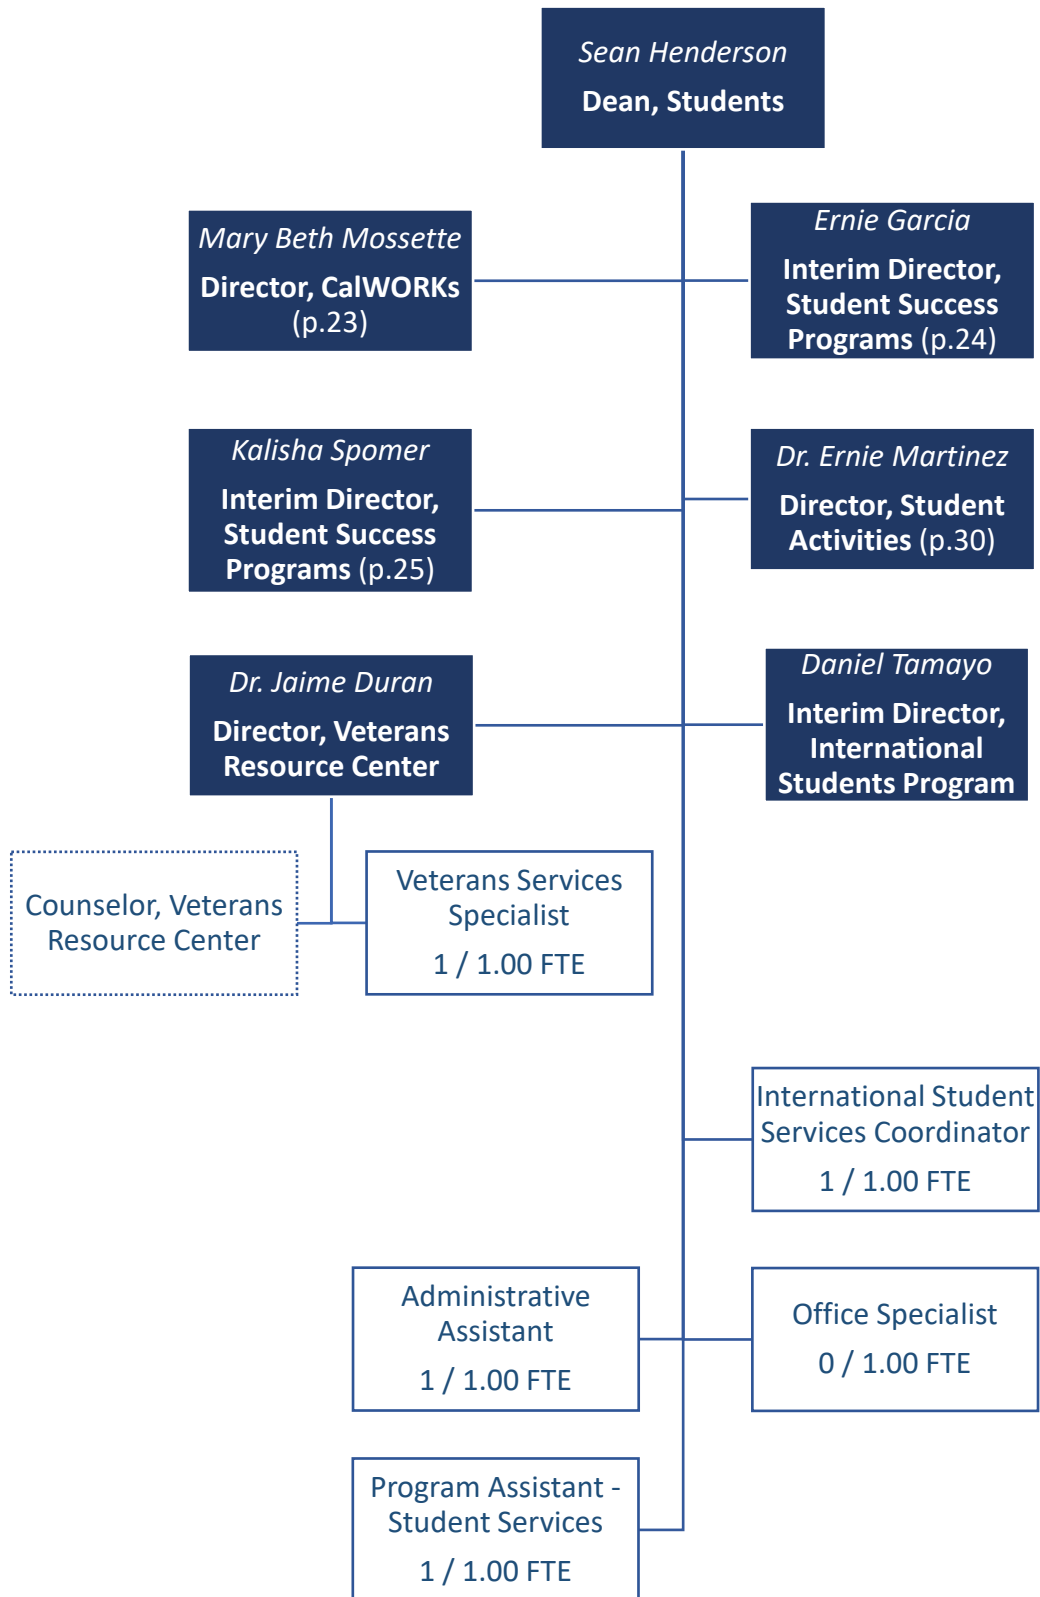 Sean Henderson
Dean, Students
Mary Beth Mossette
Director, CalWORKs
(p.23)
Ernie Garcia
Interim Director,
Student Success
Programs (p.24)
Kalisha Spomer
Interim Director,
Student Success
Programs (p.25)
Dr. Ernie Martinez
Director, Student
Activities (p.30)
Dr. Jaime Duran
Director, Veterans
Resource Center
Daniel Tamayo
Interim Director,
International
Students Program
Counselor, Veterans
Resource Center
Veterans Services
Specialist
1 / 1.00 FTE
International Student
Services Coordinator
1 / 1.00 FTE
Administrative
Assistant
1 / 1.00 FTE
Office Specialist
0 / 1.00 FTE
Program Assistant -
Student Services
1 / 1.00 FTE